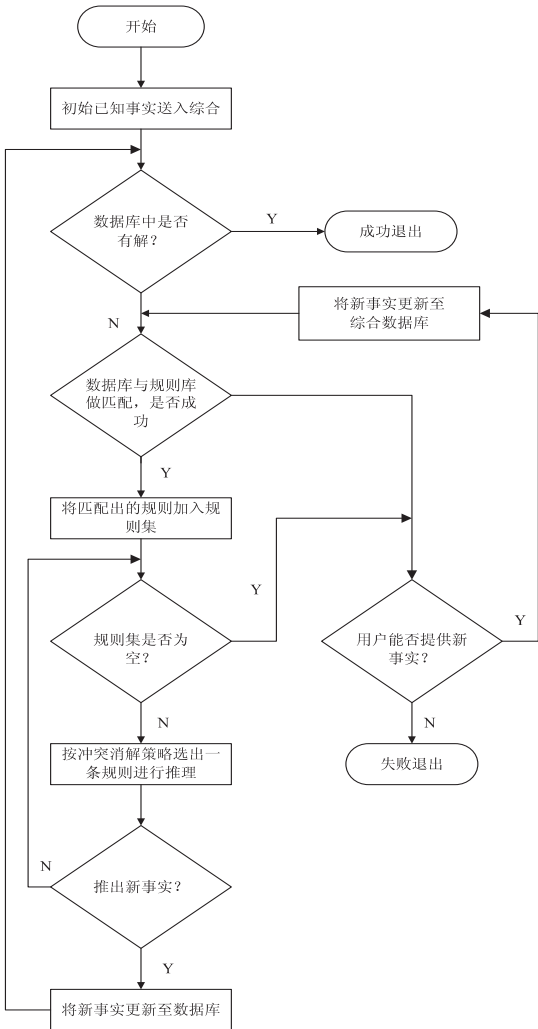 开始
初始已知事实送入综合
数据库中是否
有解？
Y
成功退出
将新事实更新至
综合数据库
N
数据库与规则库
做匹配，是否成
功
Y
将匹配出的规则加入规
则集
Y
规则集是否为
空？
用户能否提供新
事实？
Y
N
N
按冲突消解策略选出一
条规则进行推理
失败退出
N
推出新事实？
Y
将新事实更新至数据库